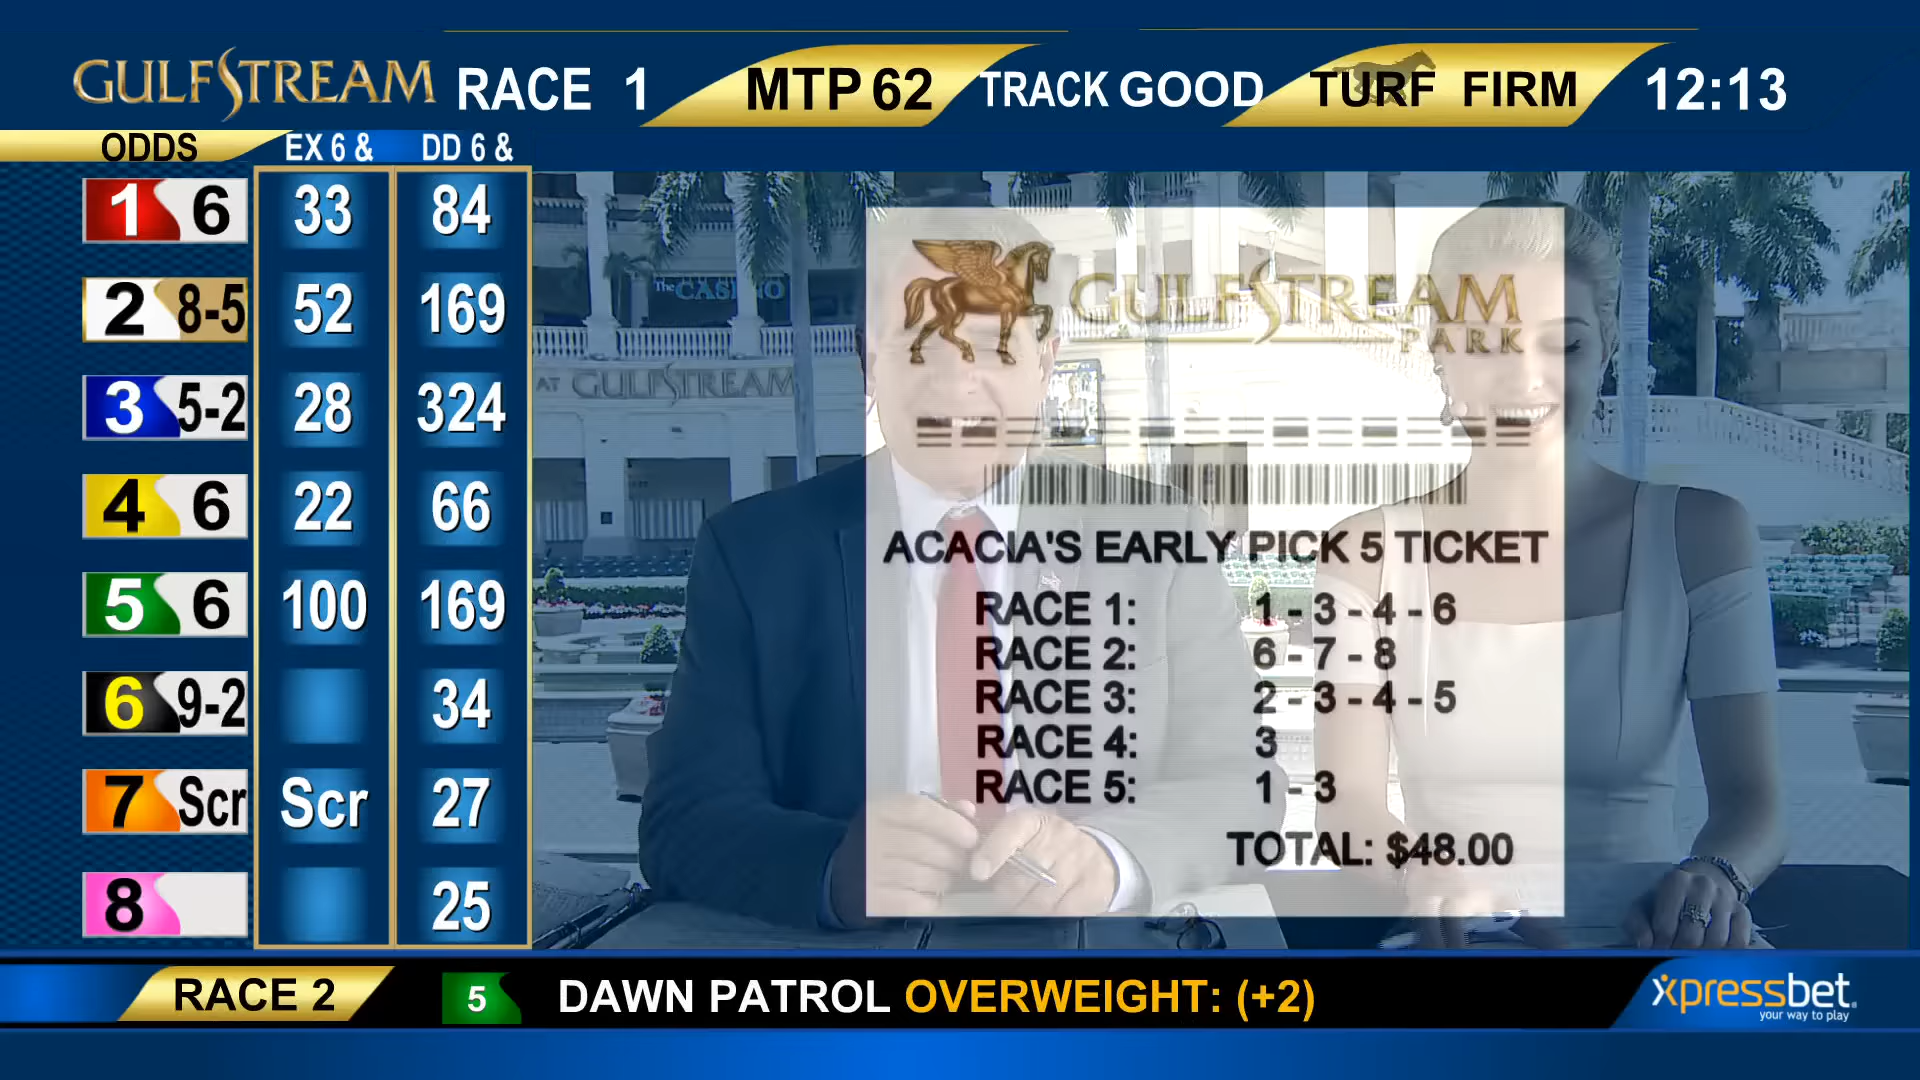 GULFSTREAM RACE 1 MTP 62 TRACK GOOD TURF FIRM 12:13
ODDS EX 6 & DD 6 &
1 6 33 84
2 8-5 52 169
3 5-2 28 324
4 6 22 66
5 6 100 169
6 9-2 34
7 Scr Scr 27
8 25
The CASINO
AT GULFSTREAM
GULFSTREAM
PARK
ACACIA'S EARLY PICK 5 TICKET
RACE 1: 1 - 3 - 4 - 6
RACE 2: 6 - 7 - 8
RACE 3: 2 - 3 - 4 - 5
RACE 4: 3
RACE 5: 1 - 3
TOTAL: $48.00
RACE 2 5 DAWN PATROL OVERWEIGHT: (+2)
xpressbet.
your way to play